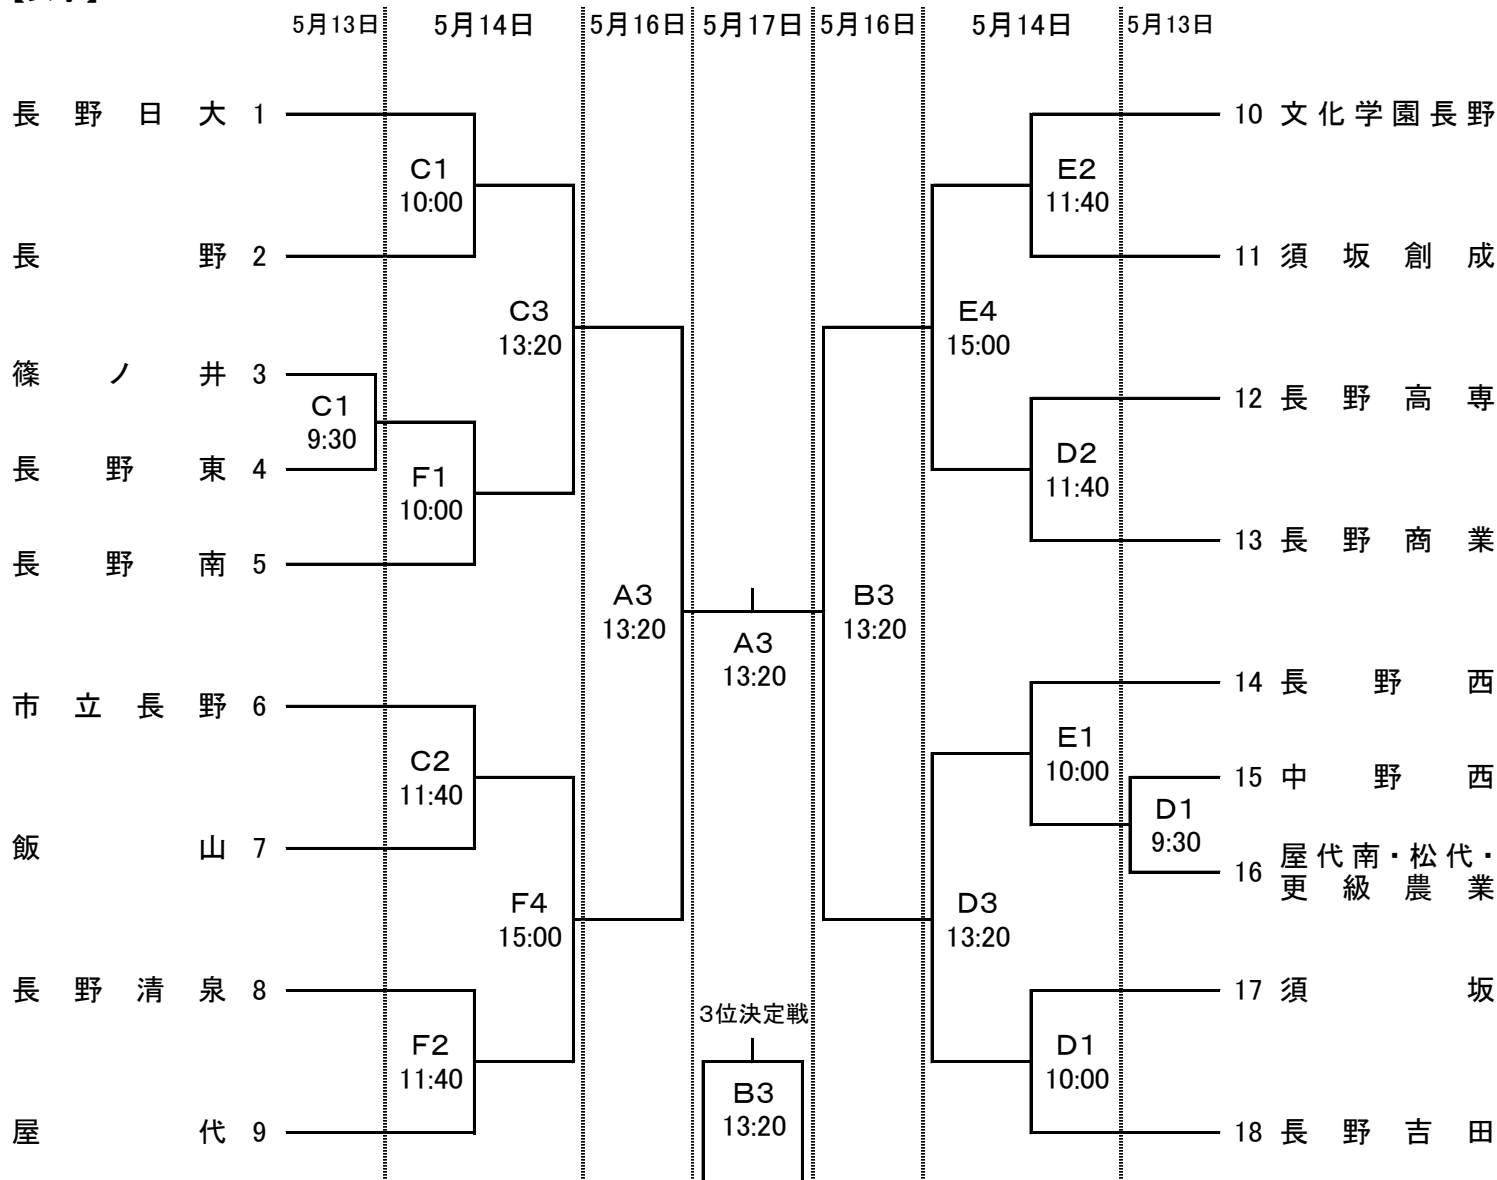 5月13日 5月14日 5月16日 5月17日 5月16日 5月14日 5月13日
長野日大 1
C1
10:00
長野 2
C3
13:20
篠ノ井 3
C1
9:30
長野東 4
F1
10:00
長野南 5
A3
13:20
市立長野 6
C2
11:40
飯山 7
F4
15:00
長野清泉 8
F2
11:40
屋代 9
A3
13:20
3位決定戦
B3
13:20
B3
13:20
10 文化学園長野
E2
11:40
11 須坂創成
E4
15:00
12 長野高専
D2
11:40
13 長野商業
14 長野西
E1
10:00
15 中野西
D1
9:30
16 屋代南・松代・
更級農業
D3
13:20
17 須坂
D1
10:00
18 長野吉田